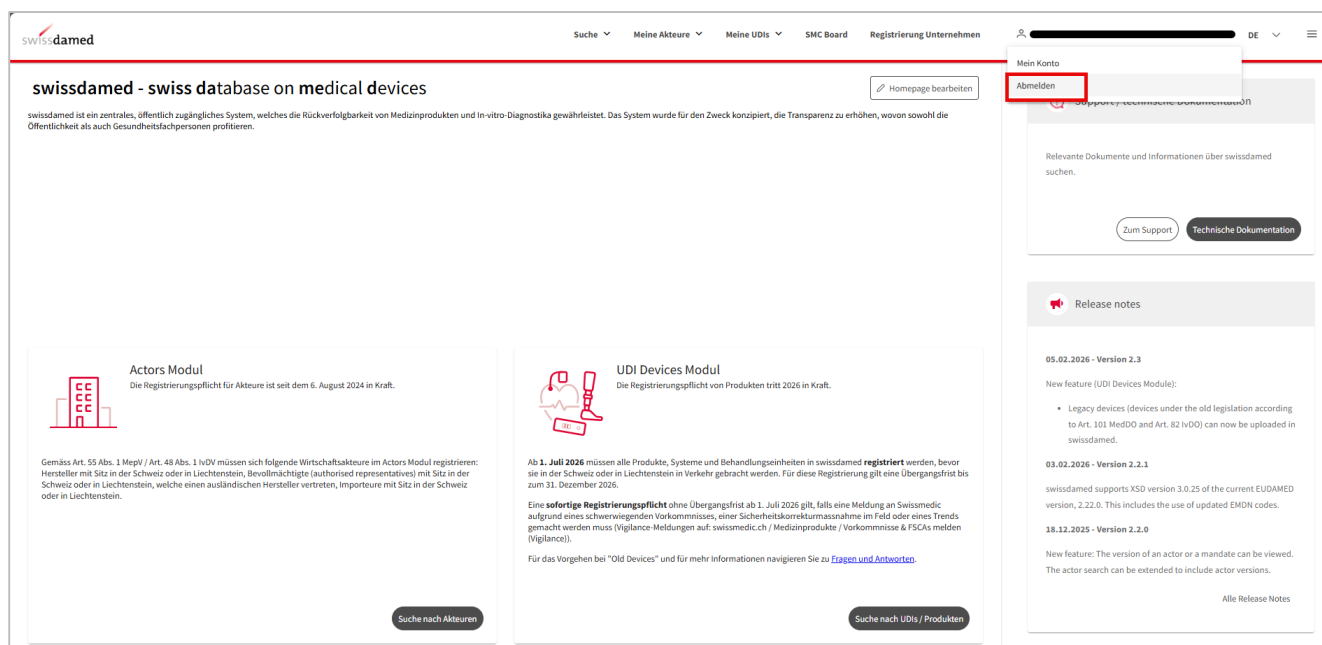 swissdamed
Suche
Meine Akteure
Meine UDIs
SMC Board
Registrierung Unternehmen
DE
Mein Konto
Abmelden
swissdamed - swiss database on medical devices
Homepage bearbeiten
swissdamed ist ein zentrales, öffentlich zugängliches System, welches die Rückverfolgbarkeit von Medizinprodukten und In-vitro-Diagnostika gewährleistet. Das System wurde für den Zweck konzipiert, die Transparenz zu erhöhen, wovon sowohl die
Öffentlichkeit als auch Gesundheitsfachpersonen profitieren.
Support / technische Dokumentation
Relevante Dokumente und Informationen über swissdamed
suchen.
Zum Support
Technische Dokumentation
Actors Modul
Die Registrierungspflicht für Akteure ist seit dem 6. August 2024 in Kraft.
Gemäss Art. 55 Abs. 1 MepV / Art. 48 Abs. 1 IvDV müssen sich folgende Wirtschaftsakteure im Actors Modul registrieren:
Hersteller mit Sitz in der Schweiz oder in Liechtenstein, Bevollmächtigte (authorised representatives) mit Sitz in der
Schweiz oder in Liechtenstein, welche einen ausländischen Hersteller vertreten, Importeure mit Sitz in der Schweiz
oder in Liechtenstein.
Suche nach Akteuren
UDI Devices Modul
Die Registrierungspflicht von Produkten tritt 2026 in Kraft.
Ab 1. Juli 2026 müssen alle Produkte, Systeme und Behandlungseinheiten in swissdamed registriert werden, bevor
sie in der Schweiz oder in Liechtenstein in Verkehr gebracht werden. Für diese Registrierung gilt eine Übergangsfrist bis
zum 31. Dezember 2026.
Eine sofortige Registrierungspflicht ohne Übergangsfrist ab 1. Juli 2026 gilt, falls eine Meldung an Swissmedic
aufgrund eines schwerwiegenden Vorkommnisses, einer Sicherheitskorrekturmassnahme im Feld oder eines Trends
gemacht werden muss (Vigilance-Meldungen auf: swissmedic.ch / Medizinprodukte / Vorkommnisse & FSCAs melden
(Vigilance)).
Für das Vorgehen bei "Old Devices" und für mehr Informationen navigieren Sie zu Fragen und Antworten.
Suche nach UDIs / Produkten
Release notes
05.02.2026 - Version 2.3
New feature (UDI Devices Module):
• Legacy devices (devices under the old legislation according
to Art. 101 MedDO and Art. 82 IvDO) can now be uploaded in
swissdamed.
03.02.2026 - Version 2.2.1
swissdamed supports XSD version 3.0.25 of the current EUDAMED
version, 2.22.0. This includes the use of updated EMDN codes.
18.12.2025 - Version 2.2.0
New feature: The version of an actor or a mandate can be viewed.
The actor search can be extended to include actor versions.
Alle Release Notes